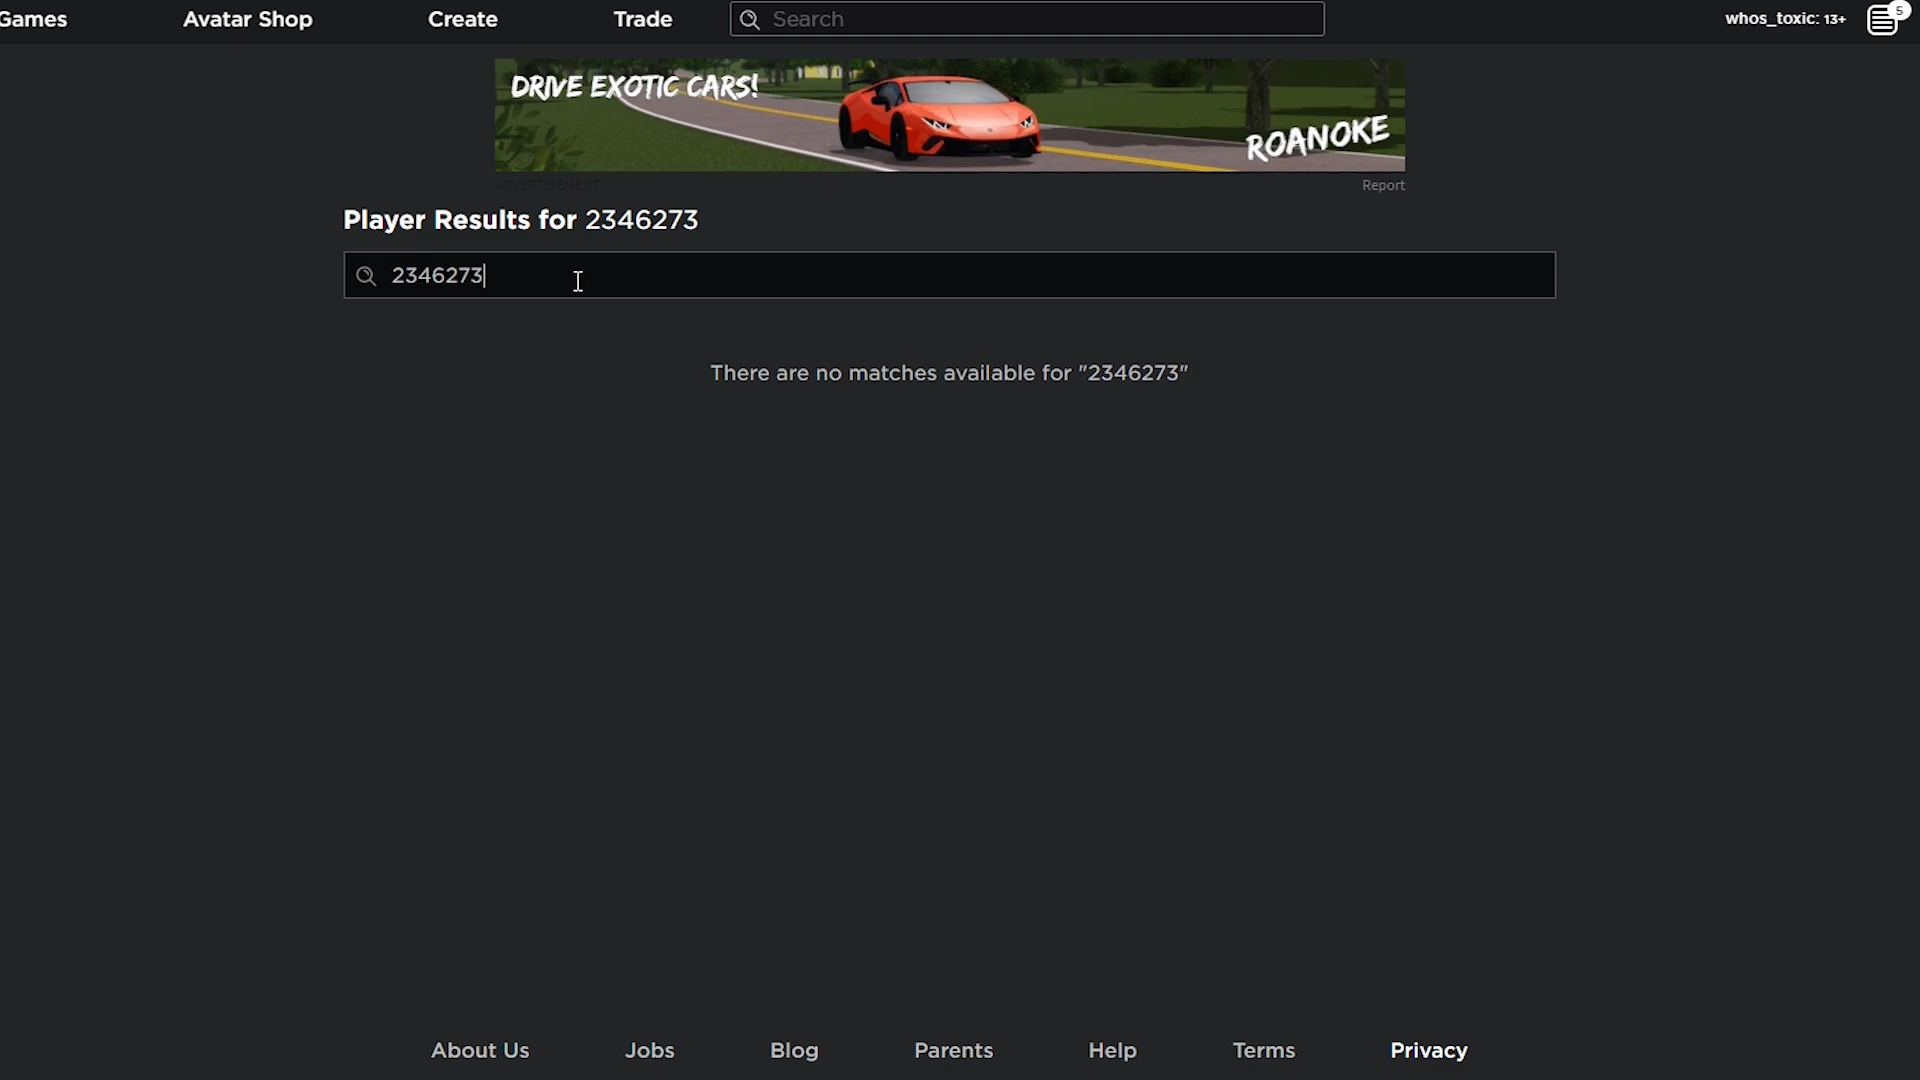 Games Avatar Shop Create Trade Search whos_toxic: 13+ 5
DRIVE EXOTIC CARS!
ROANOKE
ADVERTISEMENT Report
Player Results for 2346273
2346273
There are no matches available for "2346273"
About Us Jobs Blog Parents Help Terms Privacy